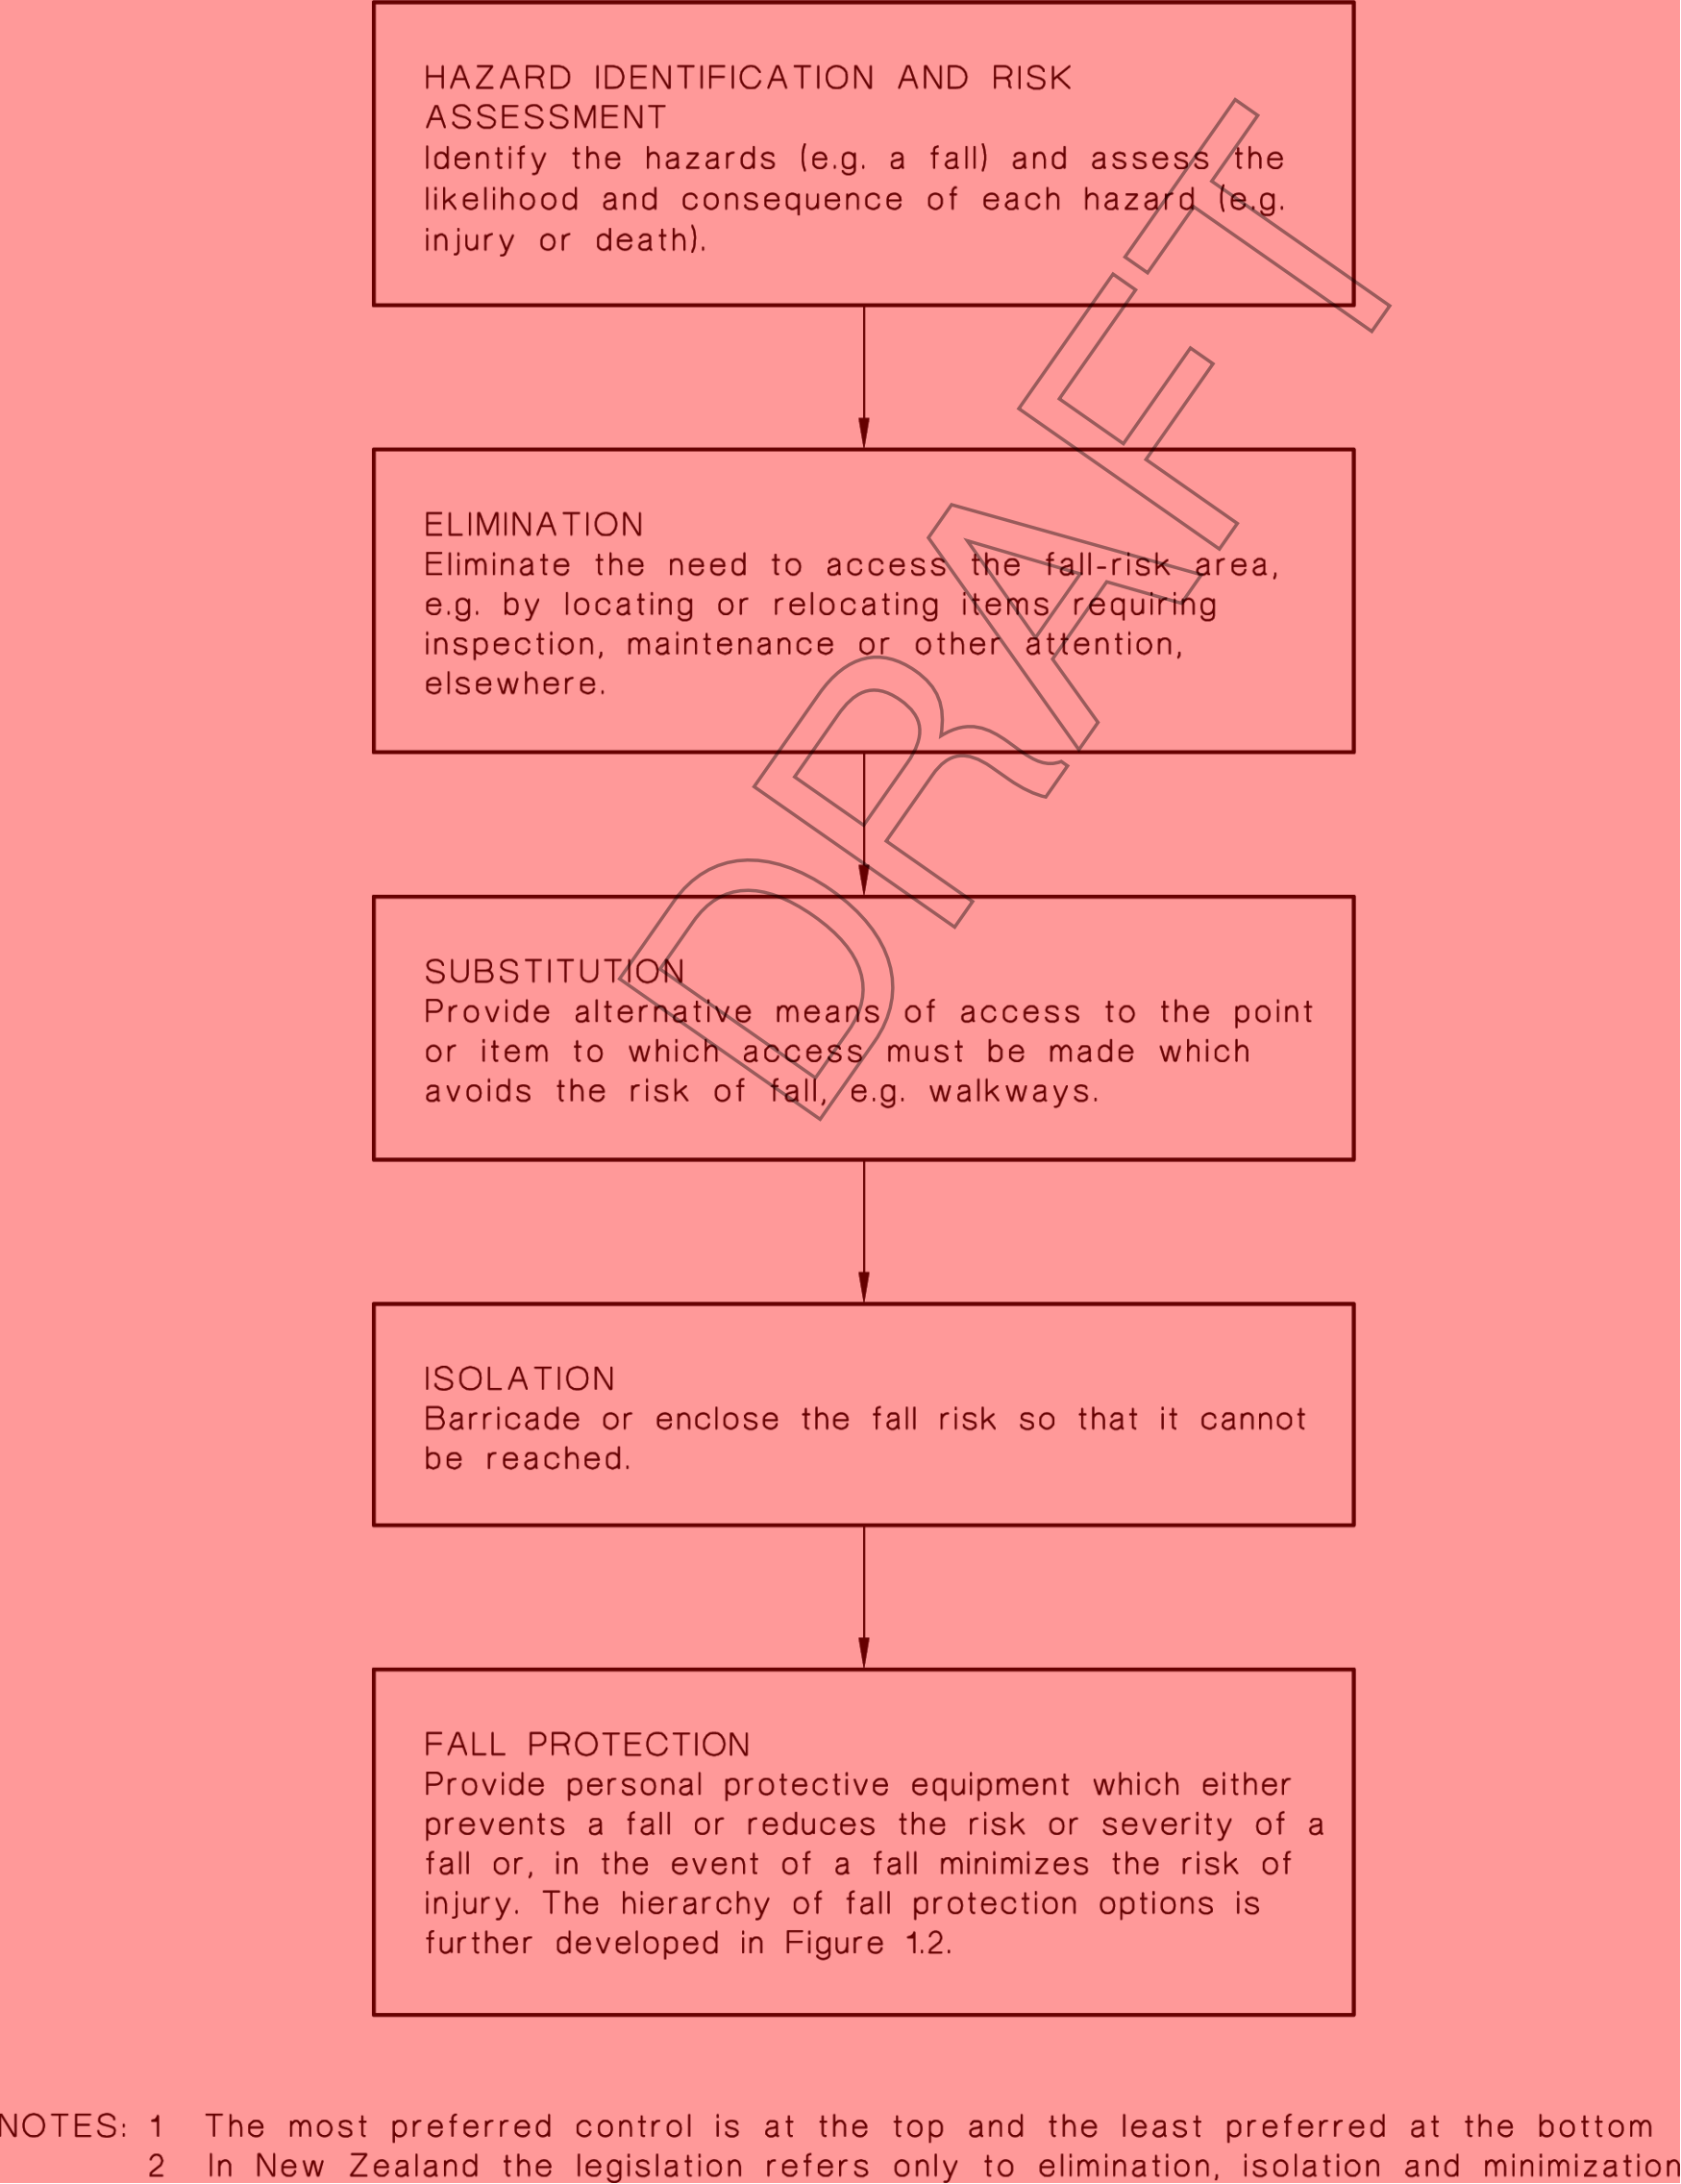 HAZARD IDENTIFICATION AND RISK
ASSESSMENT
Identify the hazards (e.g. a fall) and assess the
likelihood and consequence of each hazard (e.g.
injury or death).
ELIMINATION
Eliminate the need to access the fall-risk area,
e.g. by locating or relocating items requiring
inspection, maintenance or other attention,
elsewhere.
SUBSTITUTION
Provide alternative means of access to the point
or item to which access must be made which
avoids the risk of fall, e.g. walkways.
ISOLATION
Barricade or enclose the fall risk so that it cannot
be reached.
FALL PROTECTION
Provide personal protective equipment which either
prevents a fall or reduces the risk or severity of a
fall or, in the event of a fall minimizes the risk of
injury. The hierarchy of fall protection options is
further developed in Figure 1.2.
NOTES: 1 The most preferred control is at the top and the least preferred at the bottom
2 In New Zealand the legislation refers only to elimination, isolation and minimization
DRAFT